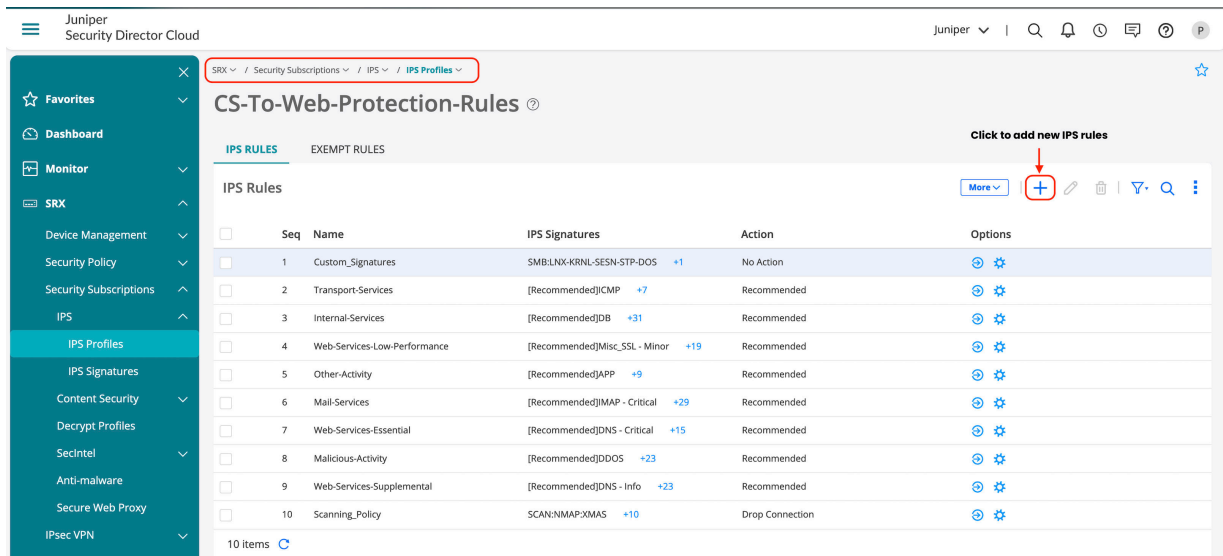 Juniper
Security Director Cloud
Juniper
P
SRX / Security Subscriptions / IPS / IPS Profiles
Favorites
CS-To-Web-Protection-Rules
Dashboard
Click to add new IPS rules
IPS RULES EXEMPT RULES
Monitor
IPS Rules
More
SRX
Device Management
Security Policy
Security Subscriptions
IPS
IPS Profiles
IPS Signatures
Content Security
Decrypt Profiles
SecIntel
Anti-malware
Secure Web Proxy
IPsec VPN
Seq Name IPS Signatures Action Options
1 Custom_Signatures SMB:LNX-KRNL-SESN-STP-DOS +1 No Action
2 Transport-Services [Recommended]ICMP +7 Recommended
3 Internal-Services [Recommended]DB +31 Recommended
4 Web-Services-Low-Performance [Recommended]Misc_SSL - Minor +19 Recommended
5 Other-Activity [Recommended]APP +9 Recommended
6 Mail-Services [Recommended]IMAP - Critical +29 Recommended
7 Web-Services-Essential [Recommended]DNS - Critical +15 Recommended
8 Malicious-Activity [Recommended]DDOS +23 Recommended
9 Web-Services-Supplemental [Recommended]DNS - Info +23 Recommended
10 Scanning_Policy SCAN:NMAP:XMAS +10 Drop Connection
10 items